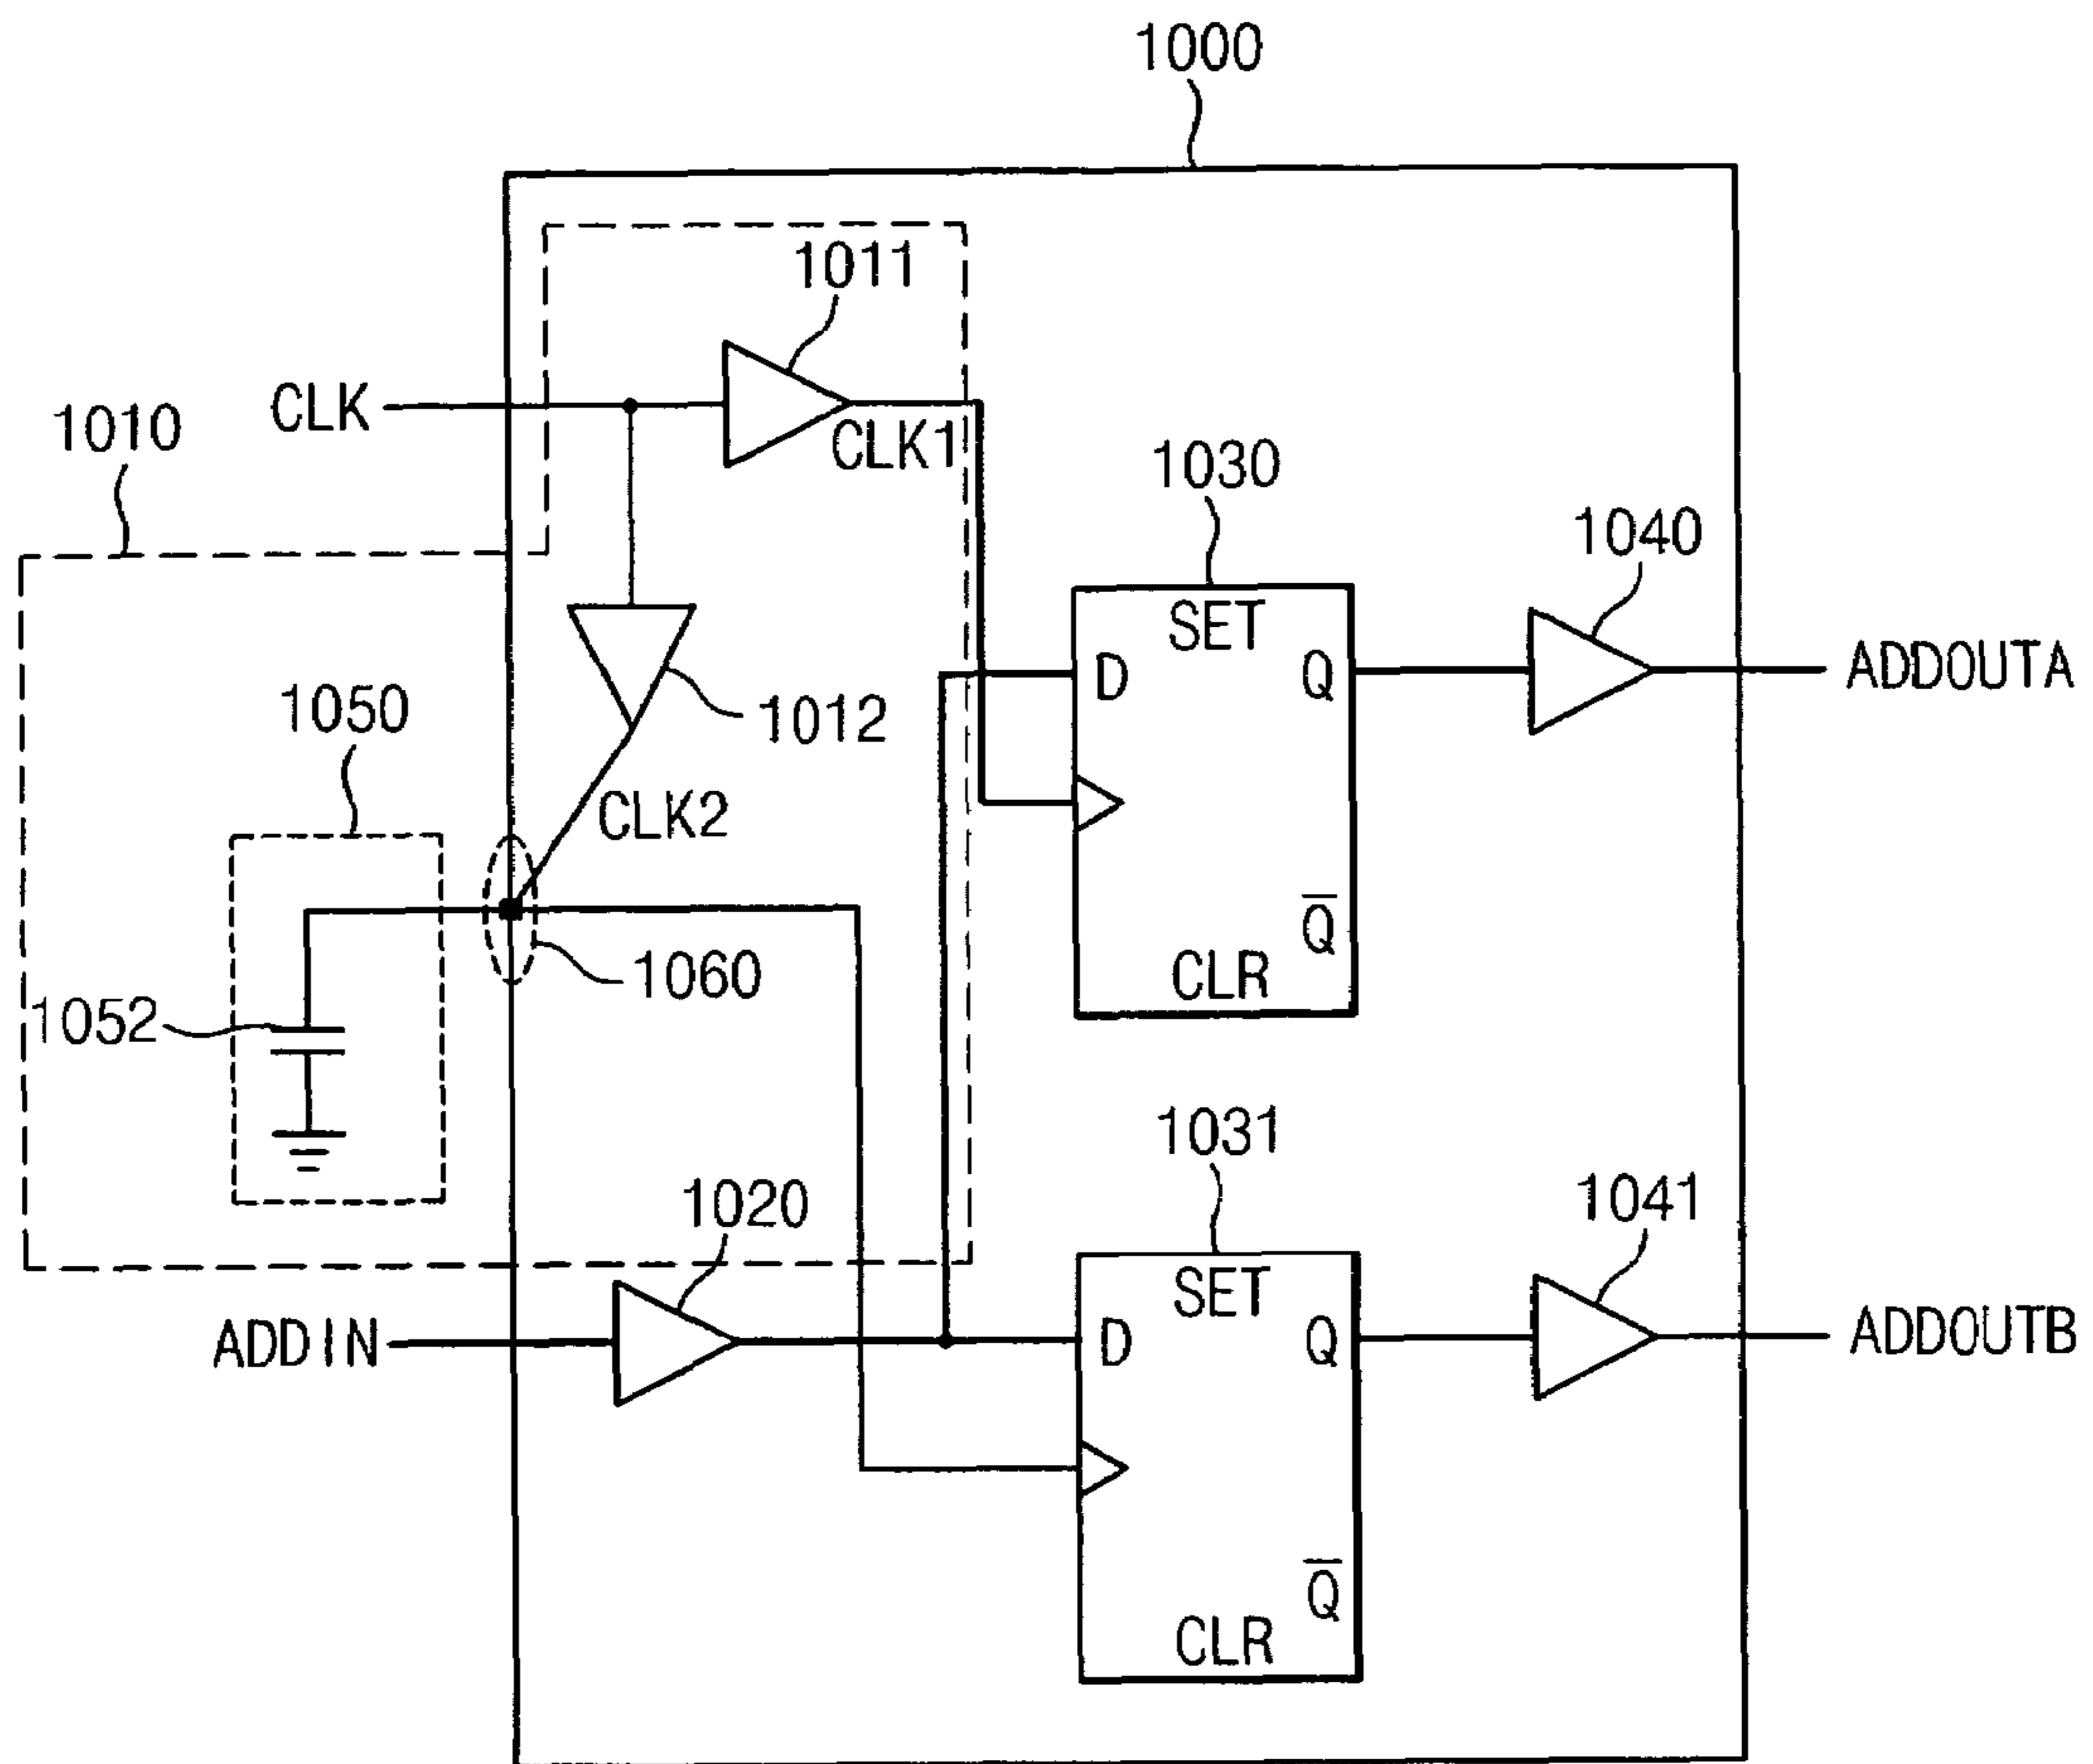 1000
1011
CLK
CLK1
1010
1030
1040
SET
D
Q
ADDOUTA
1050
1012
CLK2
Q̅
1060
CLR
1052
1031
1020
1041
SET
ADDIN
D
Q
ADDOUTB
Q̅
CLR